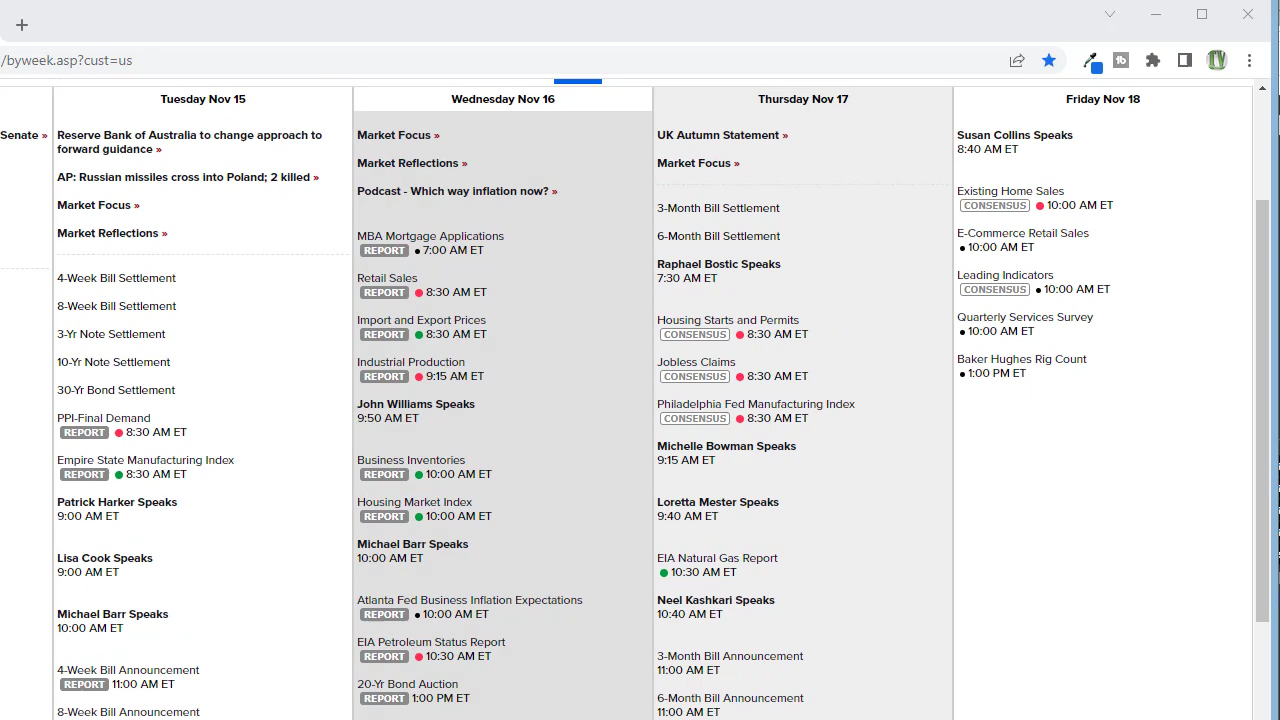 /byweek.asp?cust=us
Senate »
Tuesday Nov 15
Reserve Bank of Australia to change approach to
forward guidance »
AP: Russian missiles cross into Poland; 2 killed »
Market Focus »
Market Reflections »
4-Week Bill Settlement
8-Week Bill Settlement
3-Yr Note Settlement
10-Yr Note Settlement
30-Yr Bond Settlement
PPI-Final Demand
REPORT 8:30 AM ET
Empire State Manufacturing Index
REPORT 8:30 AM ET
Patrick Harker Speaks
9:00 AM ET
Lisa Cook Speaks
9:00 AM ET
Michael Barr Speaks
10:00 AM ET
4-Week Bill Announcement
REPORT 11:00 AM ET
8-Week Bill Announcement
Wednesday Nov 16
Market Focus »
Market Reflections »
Podcast - Which way inflation now? »
MBA Mortgage Applications
REPORT 7:00 AM ET
Retail Sales
REPORT 8:30 AM ET
Import and Export Prices
REPORT 8:30 AM ET
Industrial Production
REPORT 9:15 AM ET
John Williams Speaks
9:50 AM ET
Business Inventories
REPORT 10:00 AM ET
Housing Market Index
REPORT 10:00 AM ET
Michael Barr Speaks
10:00 AM ET
Atlanta Fed Business Inflation Expectations
REPORT 10:00 AM ET
EIA Petroleum Status Report
REPORT 10:30 AM ET
20-Yr Bond Auction
REPORT 1:00 PM ET
Thursday Nov 17
UK Autumn Statement »
Market Focus »
3-Month Bill Settlement
6-Month Bill Settlement
Raphael Bostic Speaks
7:30 AM ET
Housing Starts and Permits
CONSENSUS 8:30 AM ET
Jobless Claims
CONSENSUS 8:30 AM ET
Philadelphia Fed Manufacturing Index
CONSENSUS 8:30 AM ET
Michelle Bowman Speaks
9:15 AM ET
Loretta Mester Speaks
9:40 AM ET
EIA Natural Gas Report
10:30 AM ET
Neel Kashkari Speaks
10:40 AM ET
3-Month Bill Announcement
11:00 AM ET
6-Month Bill Announcement
11:00 AM ET
Friday Nov 18
Susan Collins Speaks
8:40 AM ET
Existing Home Sales
CONSENSUS 10:00 AM ET
E-Commerce Retail Sales
10:00 AM ET
Leading Indicators
CONSENSUS 10:00 AM ET
Quarterly Services Survey
10:00 AM ET
Baker Hughes Rig Count
1:00 PM ET